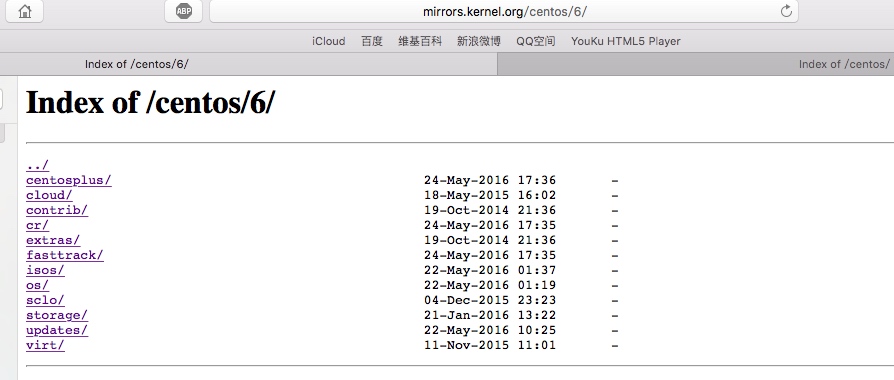 ABP
mirrors.kernel.org/centos/6/
iCloud 百度 维基百科 新浪微博 QQ空间 YouKu HTML5 Player
Index of /centos/6/ Index of /centos/
Index of /centos/6/
../
centosplus/ 24-May-2016 17:36 -
cloud/ 18-May-2015 16:02 -
contrib/ 19-Oct-2014 21:36 -
cr/ 24-May-2016 17:35 -
extras/ 19-Oct-2014 21:36 -
fasttrack/ 24-May-2016 17:35 -
isos/ 22-May-2016 01:37 -
os/ 22-May-2016 01:19 -
sclo/ 04-Dec-2015 23:23 -
storage/ 21-Jan-2016 13:22 -
updates/ 22-May-2016 10:25 -
virt/ 11-Nov-2015 11:01 -